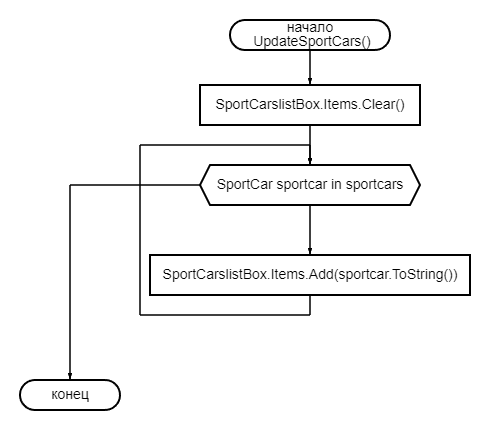 начало
UpdateSportCars()
SportCarslistBox.Items.Clear()
SportCar sportcar in sportcars
SportCarslistBox.Items.Add(sportcar.ToString())
конец